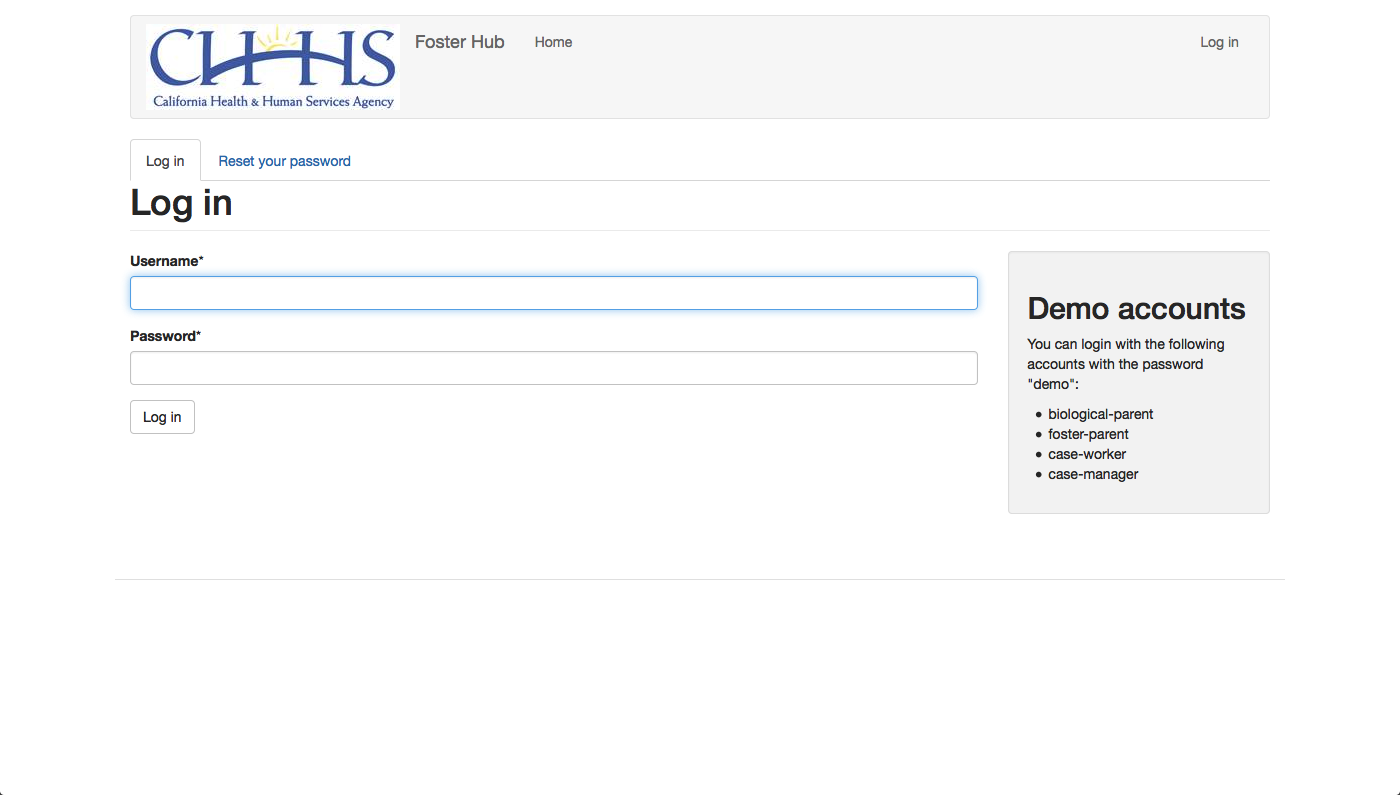 CHHS
California Health & Human Services Agency
Foster Hub
Home
Log in
Log in
Reset your password
Log in
Username*
Password*
Log in
Demo accounts
You can login with the following
accounts with the password
"demo":
biological-parent
foster-parent
case-worker
case-manager